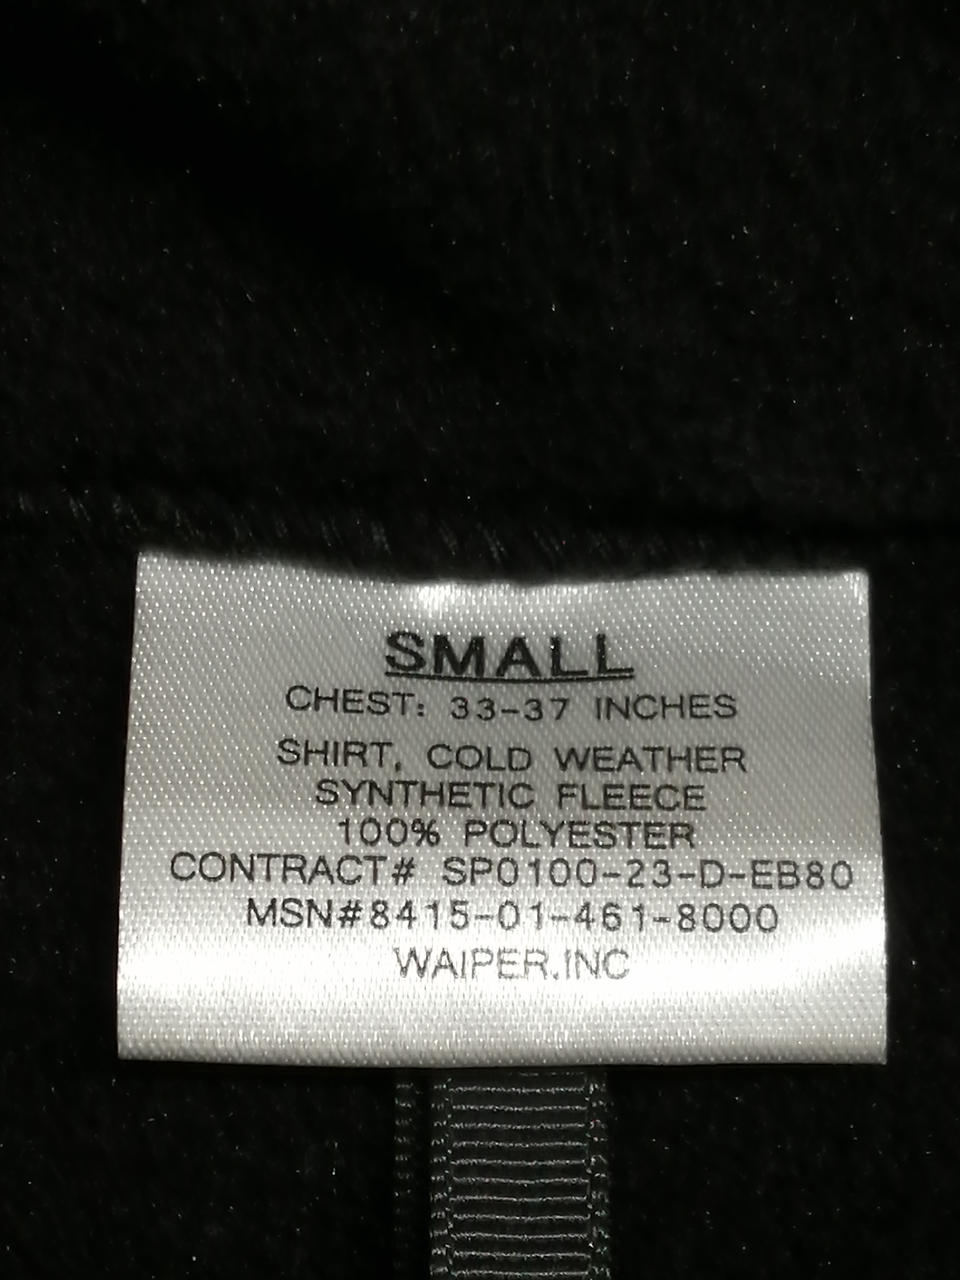 SMALL
CHEST: 33-37 INCHES
SHIRT, COLD WEATHER
SYNTHETIC FLEECE
100% POLYESTER
CONTRACT# SP0100-23-D-EB80
MSN#8415-01-461-8000
WAIPER.INC